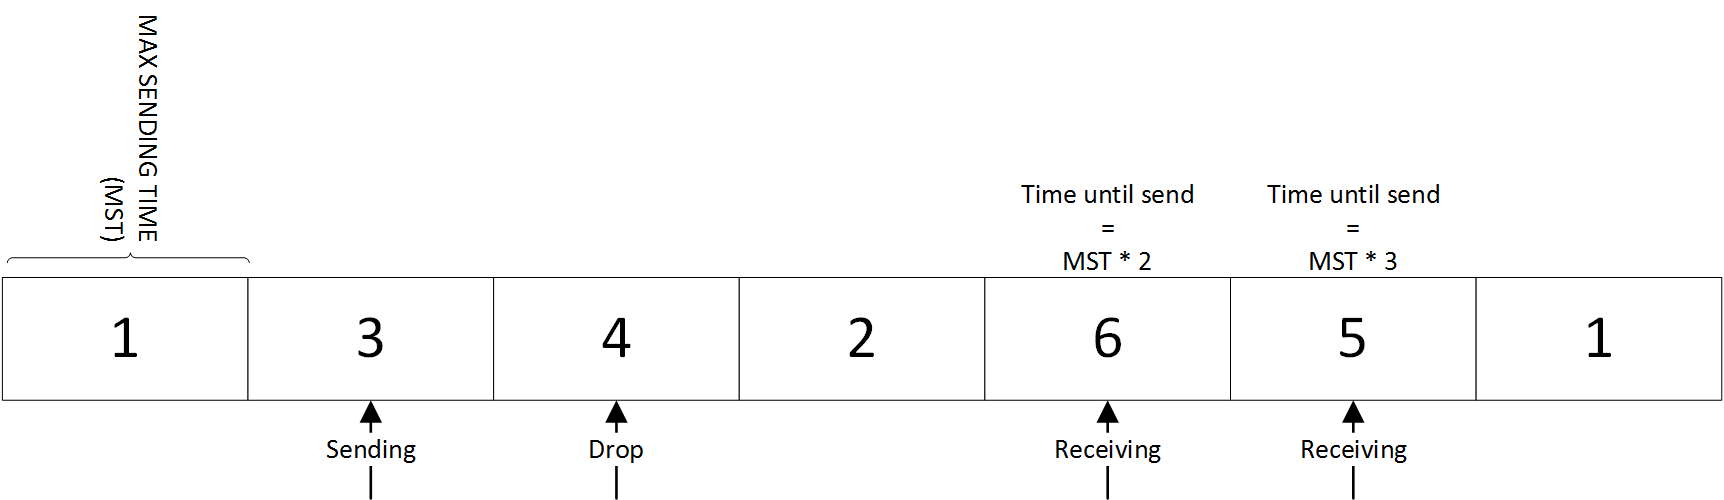 MAX SENDING TIME
(MST)
Time until send
=
MST * 2
Time until send
=
MST * 3
1 3 4 2 6 5 1
Sending Drop Receiving Receiving